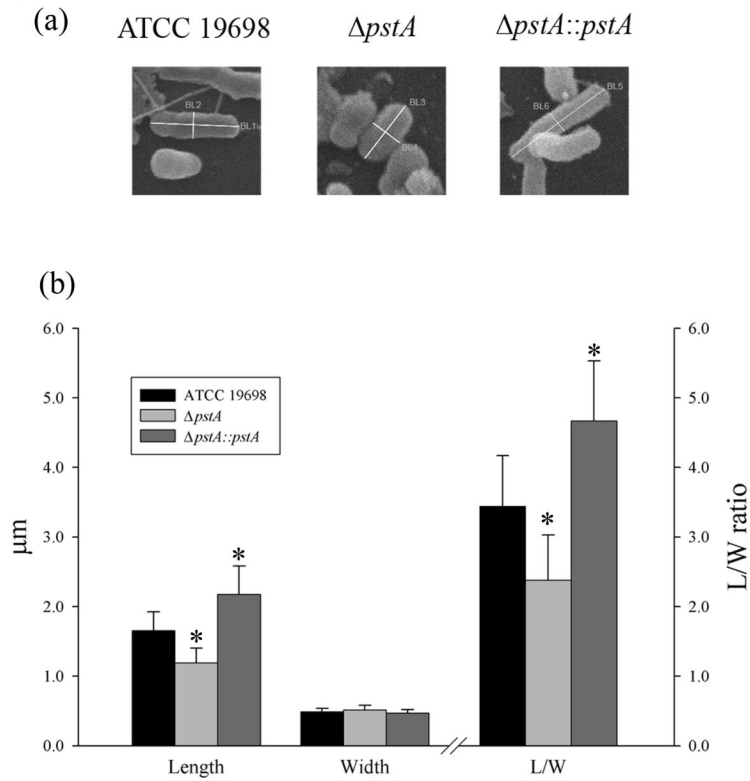 (a)
ATCC 19698 ΔpstA ΔpstA::pstA
BL2
BL1
BL3
BL4
BL5
BL6
(b)
6.0
5.0
4.0
3.0
2.0
1.0
0.0
μm
ATCC 19698
ΔpstA
ΔpstA::pstA
* * * *
6.0
5.0
4.0
3.0
2.0
1.0
0.0
L/W ratio
Length Width L/W